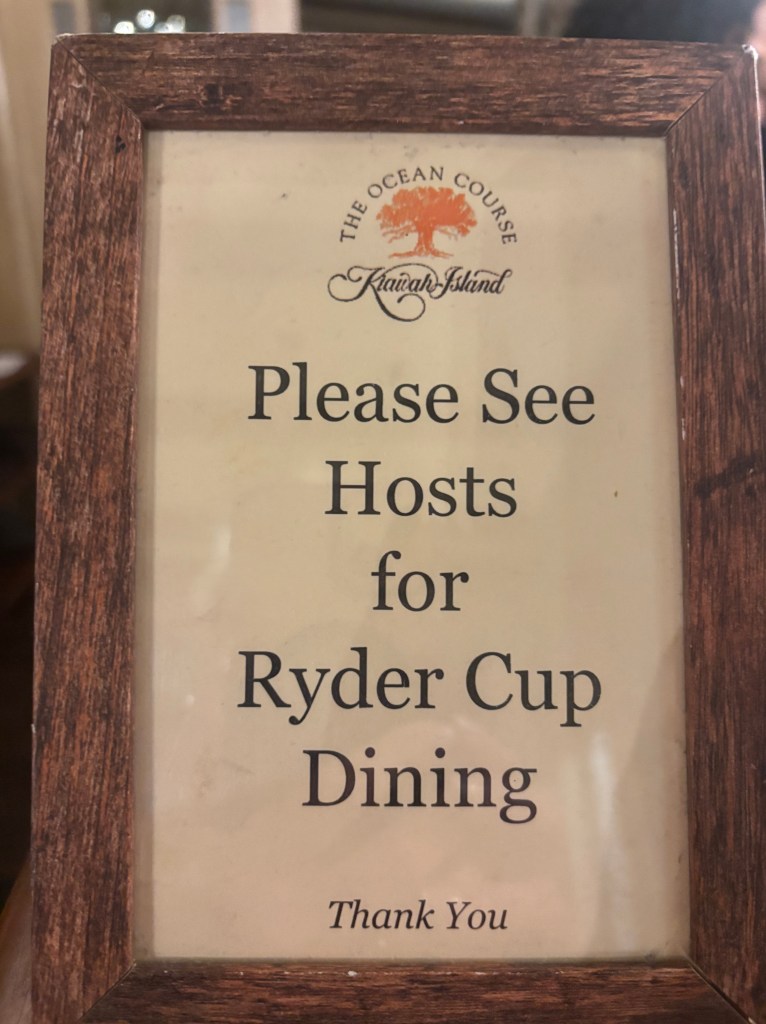 THE OCEAN COURSE
Kiawah Island
Please See
Hosts
for
Ryder Cup
Dining
Thank You